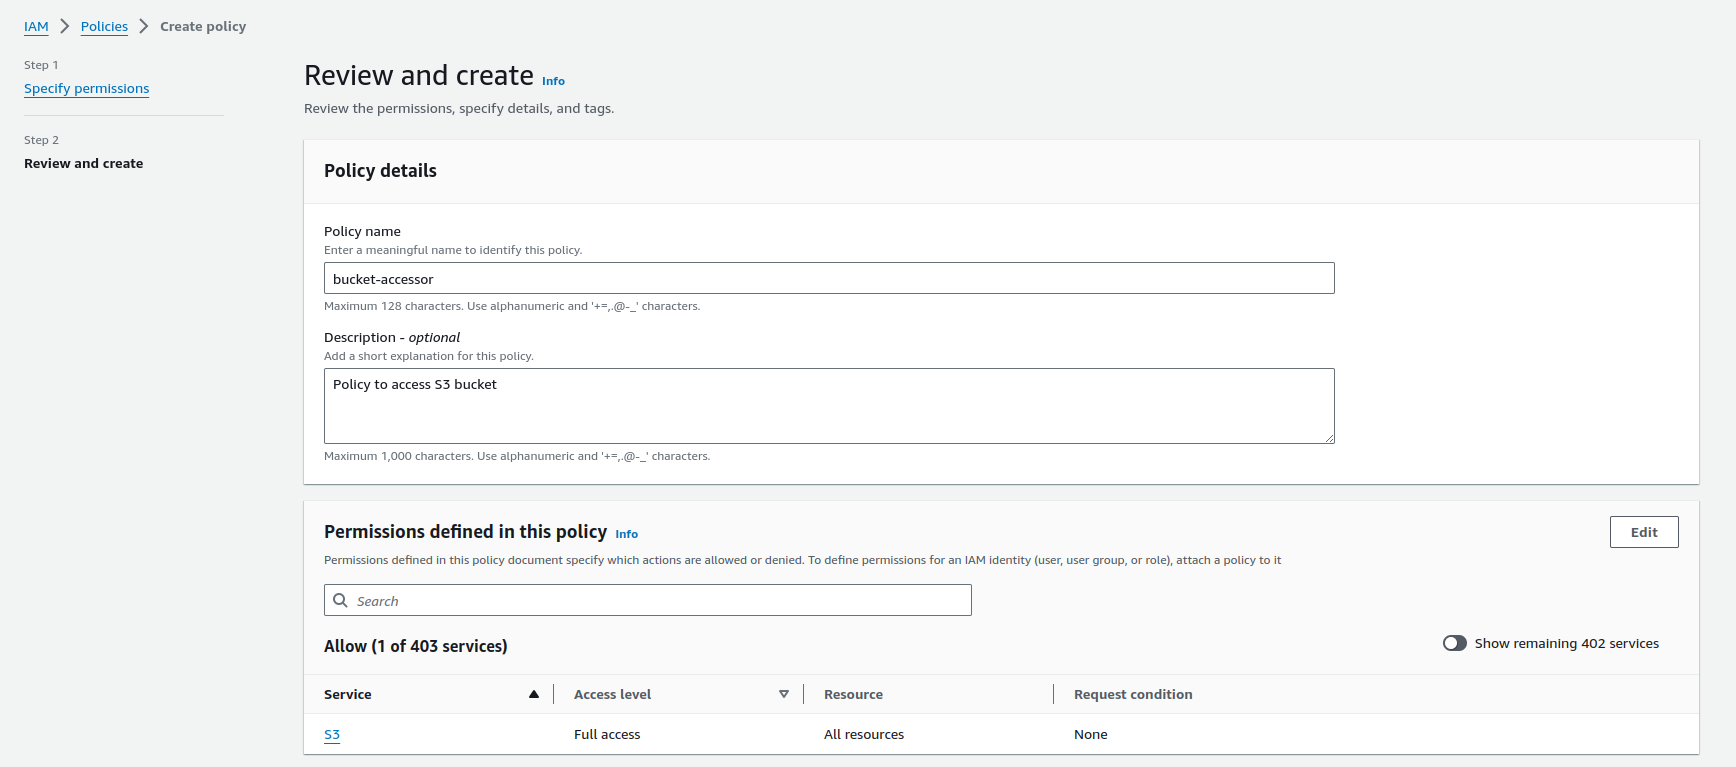 IAM > Policies > Create policy
Step 1
Specify permissions
Step 2
Review and create
Review and create Info
Review the permissions, specify details, and tags.
Policy details
Policy name
Enter a meaningful name to identify this policy.
bucket-accessor
Maximum 128 characters. Use alphanumeric and '+=,.@-_' characters.
Description - optional
Add a short explanation for this policy.
Policy to access S3 bucket
Maximum 1,000 characters. Use alphanumeric and '+=,.@-_' characters.
Permissions defined in this policy Info
Edit
Permissions defined in this policy document specify which actions are allowed or denied. To define permissions for an IAM identity (user, user group, or role), attach a policy to it
Search
Allow (1 of 403 services)
Show remaining 402 services
Service Access level Resource Request condition
S3 Full access All resources None